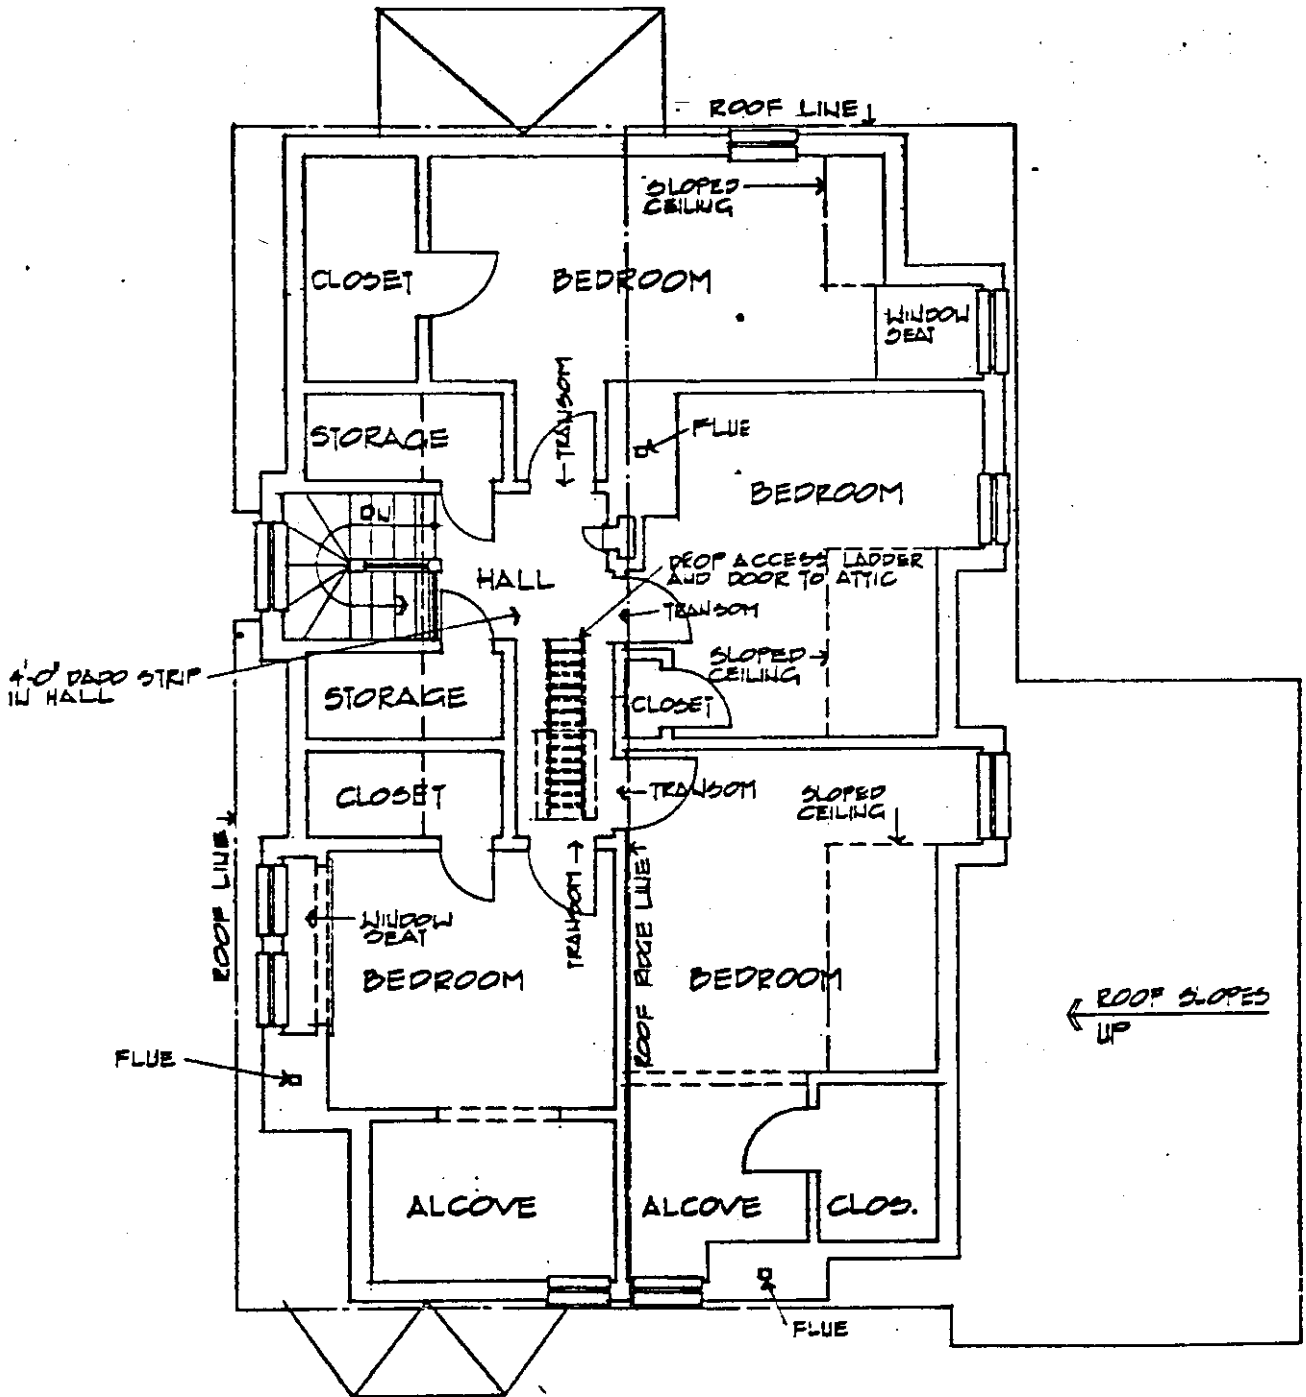 ROOF LINE
SLOPED
CEILING
CLOSET
BEDROOM
WINDOW
SEAT
TRANSOM
STORAGE
FLUE
BEDROOM
DN
HALL
DROP ACCESS LADDER
AND DOOR TO ATTIC
TRANSOM
4'-0" DADO STRIP
IN HALL
SLOPED
CEILING
STORAGE
CLOSET
CLOSET
TRANSOM
SLOPED
CEILING
ROOF LINE
TRANSOM
ROOF RIDGE LINE
WINDOW
SEAT
BEDROOM
BEDROOM
ROOF SLOPES
UP
FLUE
ALCOVE
ALCOVE
CLOS.
FLUE